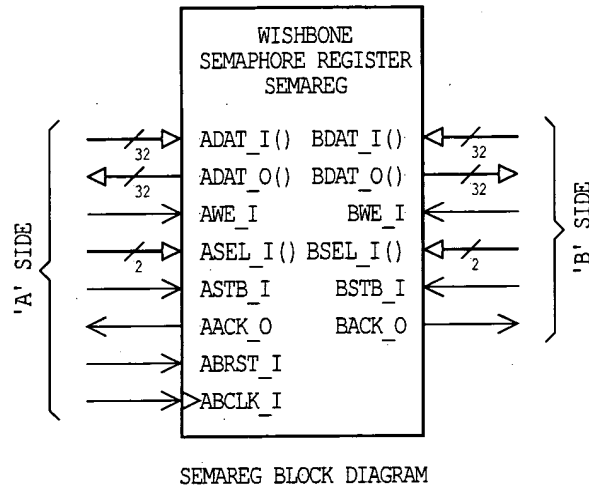 WISHBONE
SEMAPHORE REGISTER
SEMAREG
'A' SIDE
'B' SIDE
32 ADAT_I() BDAT_I() 32
32 ADAT_O() BDAT_O() 32
AWE_I BWE_I
2 ASEL_I() BSEL_I() 2
ASTB_I BSTB_I
AACK_O BACK_O
ABRST_I
ABCLK_I
SEMAREG BLOCK DIAGRAM